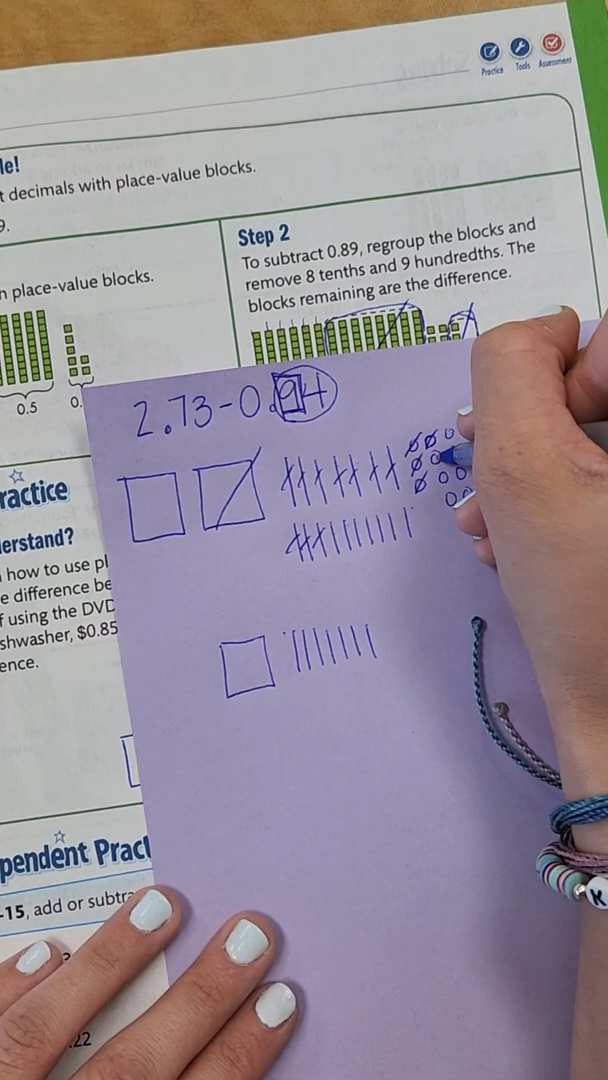 Practice Tools Assessment
le!
t decimals with place-value blocks.
9.
Step 2
To subtract 0.89, regroup the blocks and
remove 8 tenths and 9 hundredths. The
blocks remaining are the difference.
n place-value blocks.
0.5 0.
2.73-0.94
ractice
erstand?
how to use pl
e difference be
f using the DVD
shwasher, $0.85
ence.
pendent Pract
-15, add or subtra
.22
K